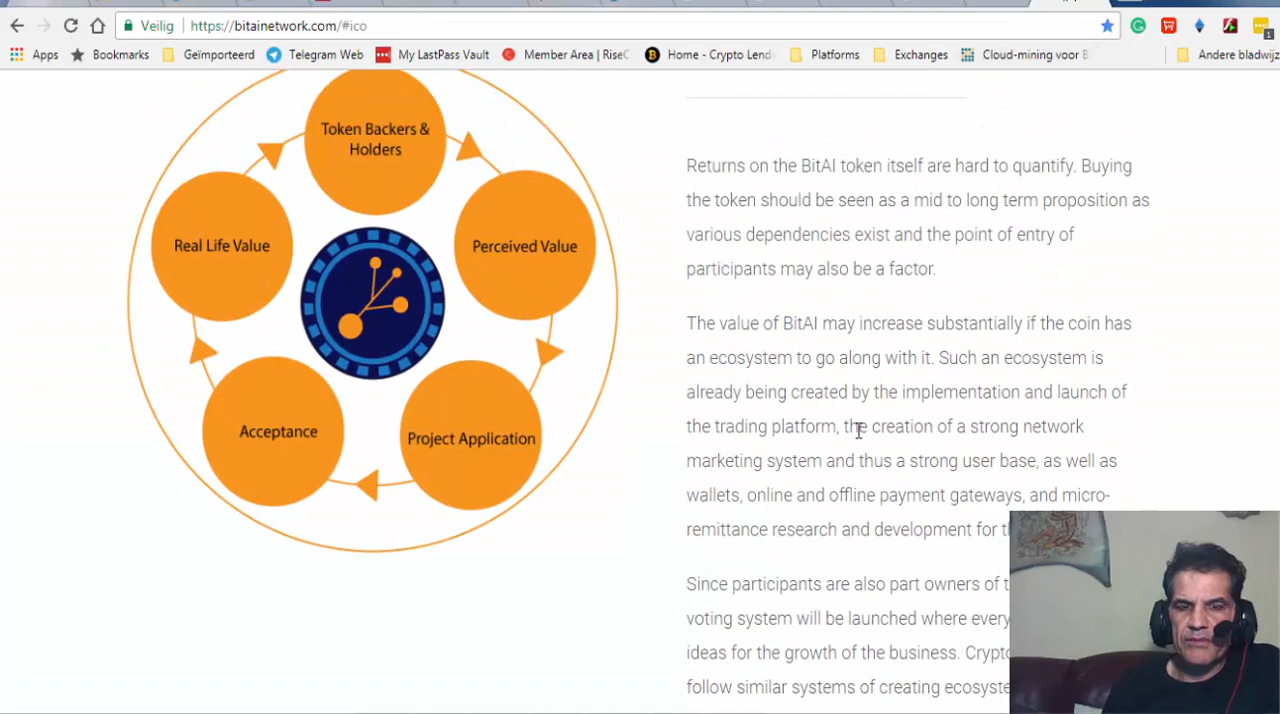 Veilig
https://bitainetwork.com/#ico
1
Apps
Bookmarks
Geïmporteerd
Telegram Web
My LastPass Vault
Member Area | RiseC
Home - Crypto Lend
Platforms
Exchanges
Cloud-mining voor
Andere bladwijz
Token Backers &
Holders
Real Life Value
Perceived Value
Acceptance
Project Application
Returns on the BitAI token itself are hard to quantify. Buying
the token should be seen as a mid to long term proposition as
various dependencies exist and the point of entry of
participants may also be a factor.
The value of BitAI may increase substantially if the coin has
an ecosystem to go along with it. Such an ecosystem is
already being created by the implementation and launch of
the trading platform, the creation of a strong network
marketing system and thus a strong user base, as well as
wallets, online and offline payment gateways, and micro-
remittance research and development for
Since participants are also part owners of
voting system will be launched where every
ideas for the growth of the business.
follow similar systems of creating